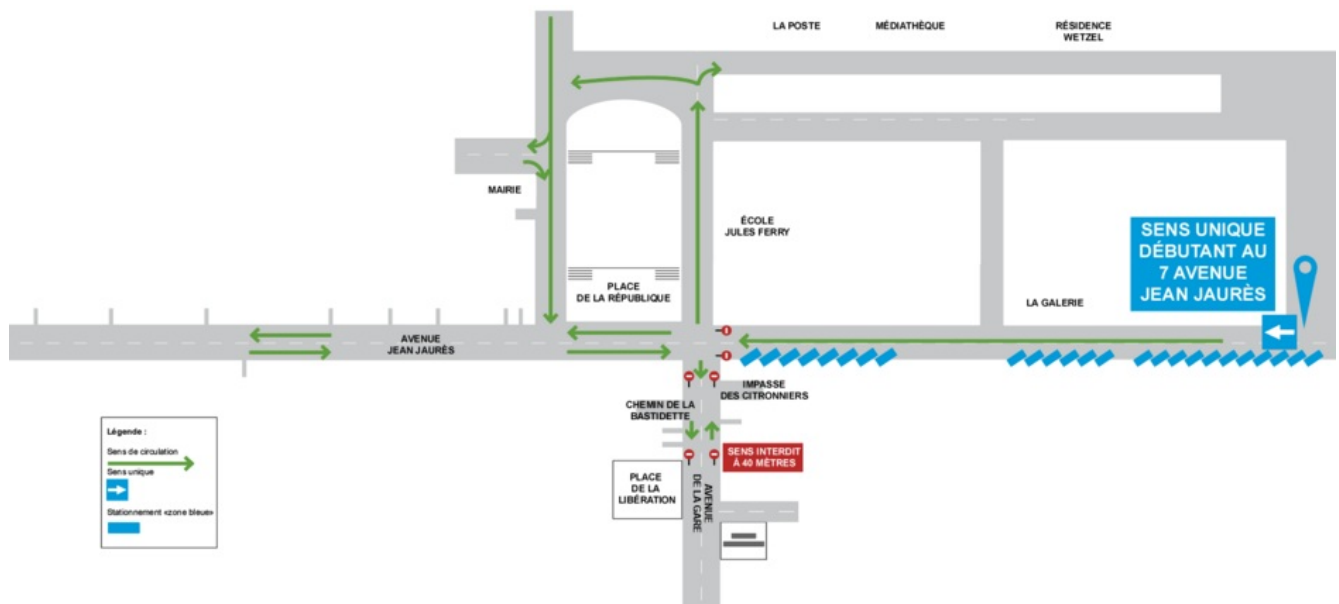 LA POSTE
MÉDIATHÈQUE
RÉSIDENCE
WETZEL
MAIRIE
ÉCOLE
JULES FERRY
SENS UNIQUE
DÉBUTANT AU
7 AVENUE
JEAN JAURÈS
PLACE
DE LA RÉPUBLIQUE
LA GALERIE
AVENUE
JEAN JAURÈS
IMPASSE
DES CITRONNIERS
CHEMIN DE LA
BASTIDETTE
Légende :
Sens de circulation
Sens unique
Stationnement «zone bleue»
SENS INTERDIT
À 40 MÈTRES
PLACE
DE LA
LIBÉRATION
AVENUE
DE LA GARE